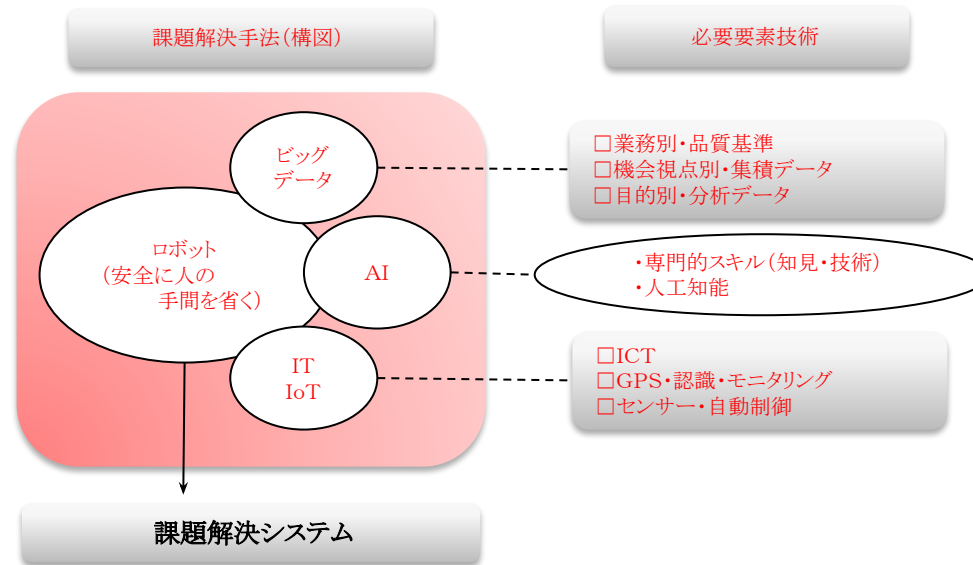 課題解決手法(構図)
必要要素技術
ビッグ
データ
□業務別・品質基準
□機会視点別・集積データ
□目的別・分析データ
ロボット
(安全に人の
手間を省く)
AI
・専門的スキル(知見・技術)
・人工知能
IT
IoT
□ICT
□GPS・認識・モニタリング
□センサー・自動制御
課題解決システム